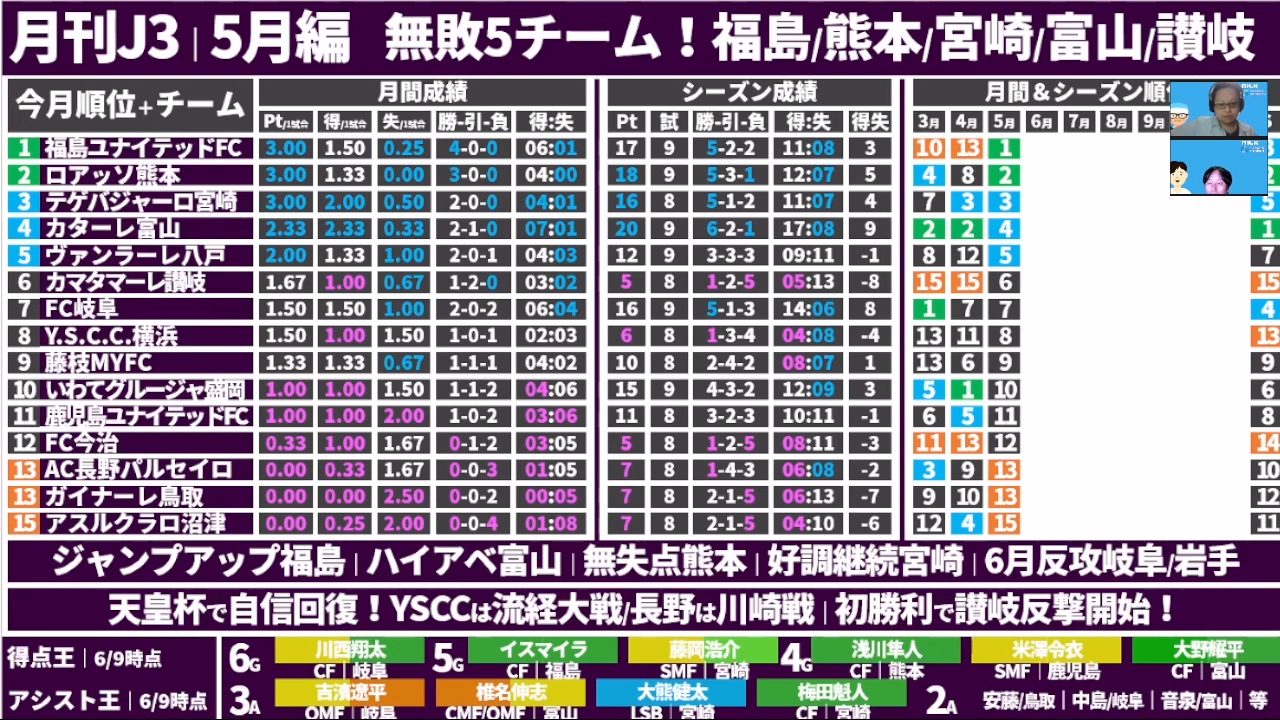 月刊J3 | 5月編 無敗5チーム！福島/熊本/宮崎/富山/讃岐
今月順位+チーム 月間成績 シーズン成績 月間＆シーズン順
Pt/1試合 得/1試合 失/1試合 勝-引-負 得:失 Pt 試 勝-引-負 得:失 得失 3月 4月 5月 6月 7月 8月 9月
1 福島ユナイテッドFC 3.00 1.50 0.25 4-0-0 06:01 17 9 5-2-2 11:08 3 10 13 1 3
2 ロアッソ熊本 3.00 1.33 0.00 3-0-0 04:00 18 9 5-3-1 12:07 5 4 8 2 2
3 テゲバジャーロ宮崎 3.00 2.00 0.50 2-0-0 04:01 16 8 5-1-2 11:07 4 7 3 3 5
4 カターレ富山 2.33 2.33 0.33 2-1-0 07:01 20 9 6-2-1 17:08 9 2 2 4 1
5 ヴァンラーレ八戸 2.00 1.33 1.00 2-0-1 04:03 12 9 3-3-3 09:11 -1 8 12 5 7
6 カマタマーレ讃岐 1.67 1.00 0.67 1-2-0 03:02 5 8 1-2-5 05:13 -8 15 15 6 15
7 FC岐阜 1.50 1.50 1.00 2-0-2 06:04 16 9 5-1-3 14:06 8 1 7 7 4
8 Y.S.C.C.横浜 1.50 1.00 1.50 1-0-1 02:03 6 8 1-3-4 04:08 -4 13 11 8 13
9 藤枝MYFC 1.33 1.33 0.67 1-1-1 04:02 10 8 2-4-2 08:07 1 13 6 9 9
10 いわてグルージャ盛岡 1.00 1.00 1.50 1-1-2 04:06 15 9 4-3-2 12:09 3 5 1 10 6
11 鹿児島ユナイテッドFC 1.00 1.00 2.00 1-0-2 03:06 11 8 3-2-3 10:11 -1 6 5 11 8
12 FC今治 0.33 1.00 1.67 0-1-2 03:05 5 8 1-2-5 08:11 -3 11 13 12 14
13 AC長野パルセイロ 0.00 0.33 1.67 0-0-3 01:05 7 8 1-4-3 06:08 -2 3 9 13 10
13 ガイナーレ鳥取 0.00 0.00 2.50 0-0-2 00:05 7 8 2-1-5 06:13 -7 9 10 13 12
15 アスルクラロ沼津 0.00 0.25 2.00 0-0-4 01:08 7 8 2-1-5 04:10 -6 12 4 15 11
ジャンプアップ福島 | ハイアベ富山 | 無失点熊本 | 好調継続宮崎 | 6月反攻岐阜/岩手
天皇杯で自信回復！YSCCは流経大戦/長野は川崎戦 | 初勝利で讃岐反撃開始！
得点王 | 6/9時点 6G 川西翔太 5G イスマイラ 藤岡浩介 4G 浅川隼人 米澤令衣 大野耀平
CF | 岐阜 CF | 福島 SMF | 宮崎 CF | 熊本 SMF | 鹿児島 CF | 富山
アシスト王 | 6/9時点 3A 吉濱遼平 椎名伸志 大熊健太 梅田魁人 2A 安藤/鳥取 | 中島/岐阜 | 音泉/富山 | 等
OMF | 岐阜 CMF/OMF | 富山 LSB | 宮崎 CF | 宮崎